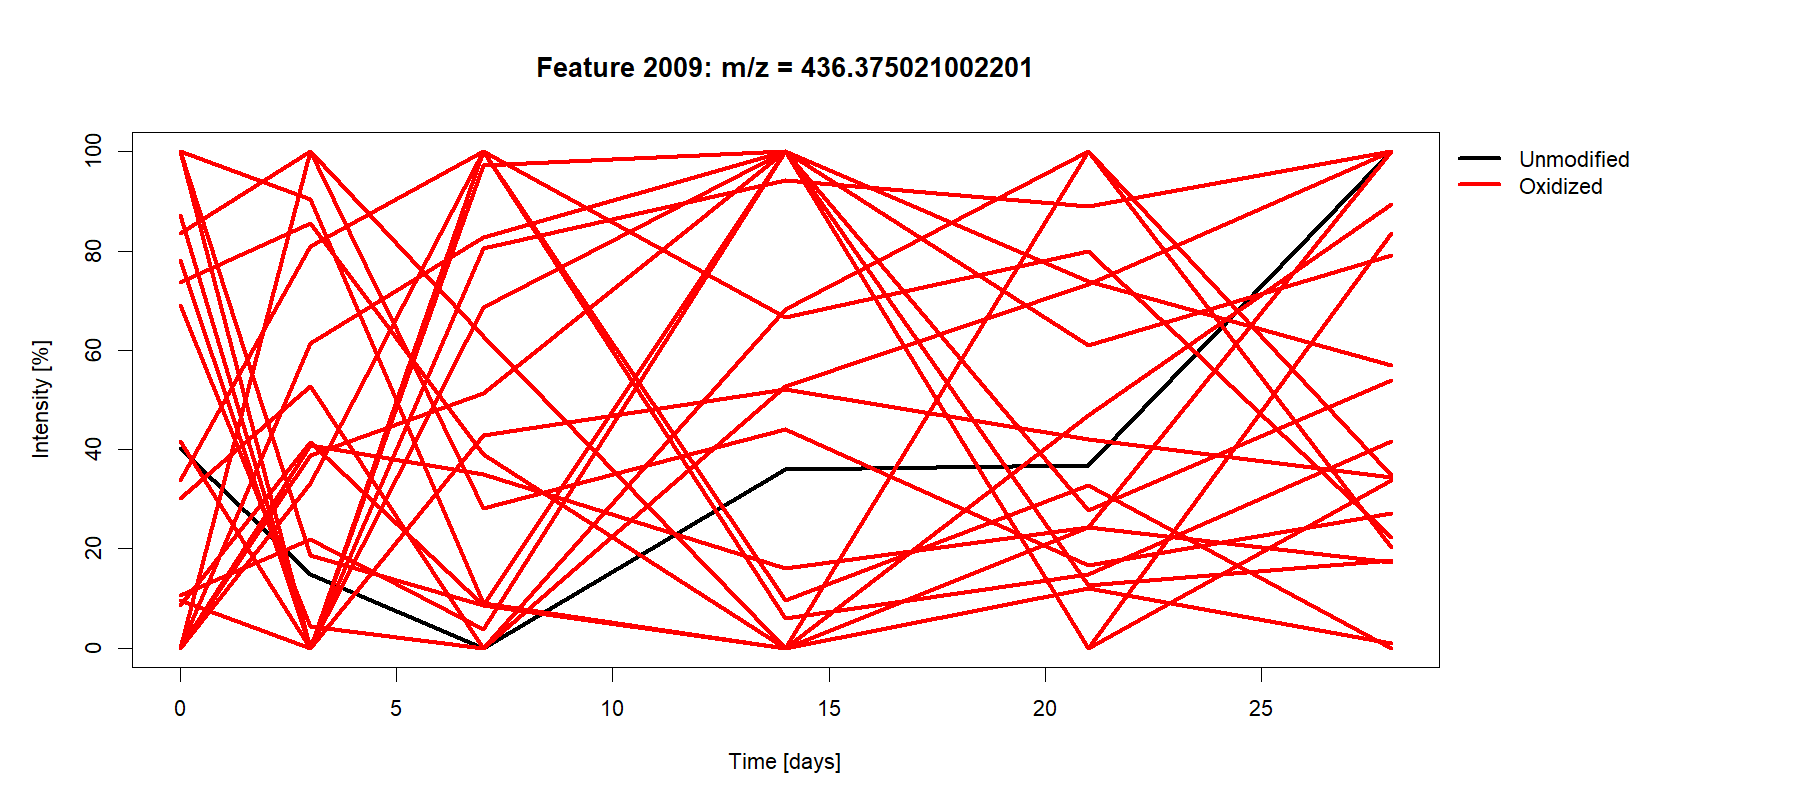 Feature 2009: m/z = 436.375021002201
Unmodified
Oxidized
Intensity [%]
100
80
60
40
20
0
0 5 10 15 20 25
Time [days]